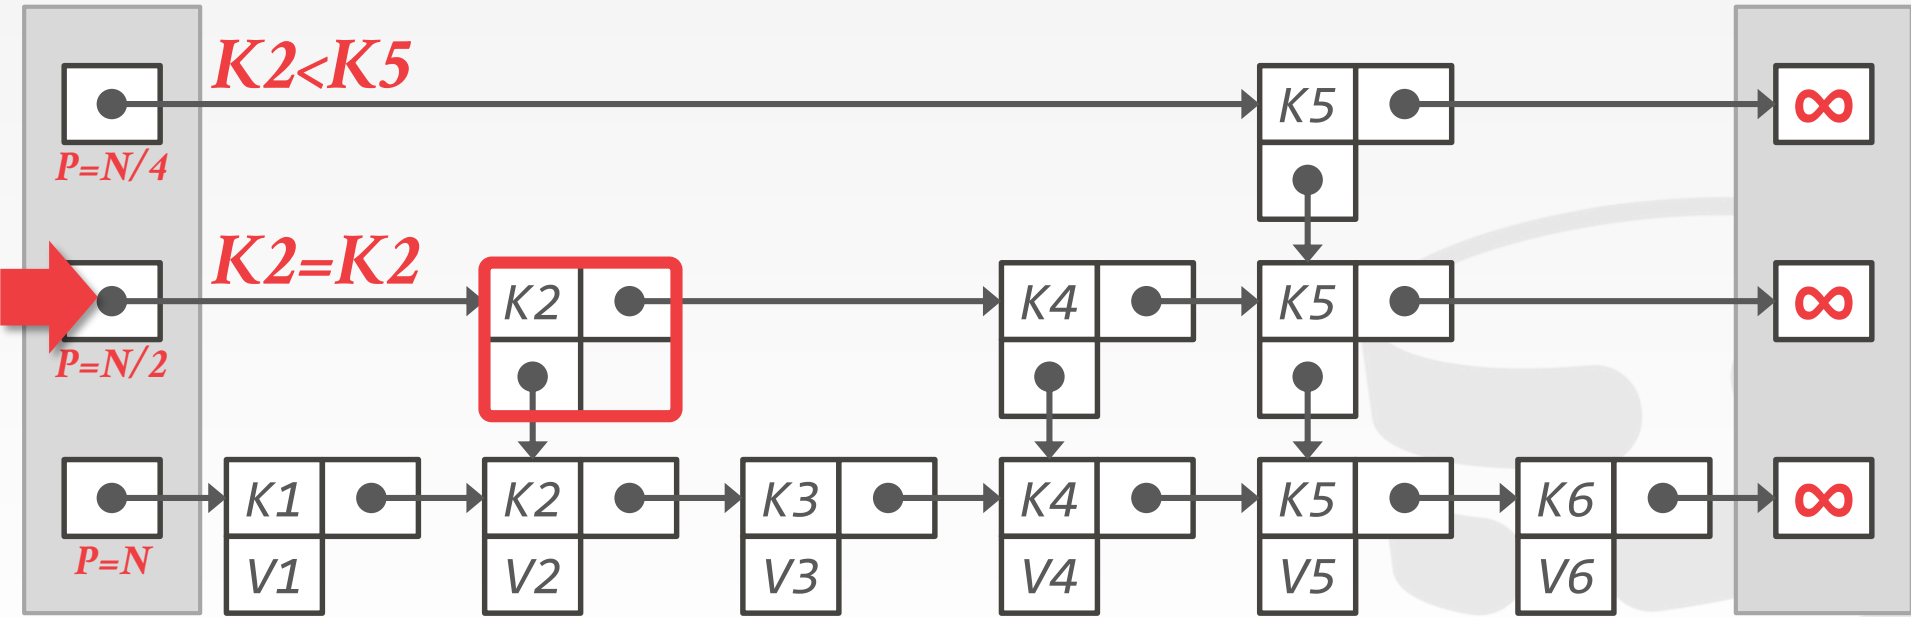 K2<K5
K5 ∞
P=N/4
K2=K2
K2 K4 K5 ∞
P=N/2
K1 K2 K3 K4 K5 K6 ∞
P=N
V1 V2 V3 V4 V5 V6